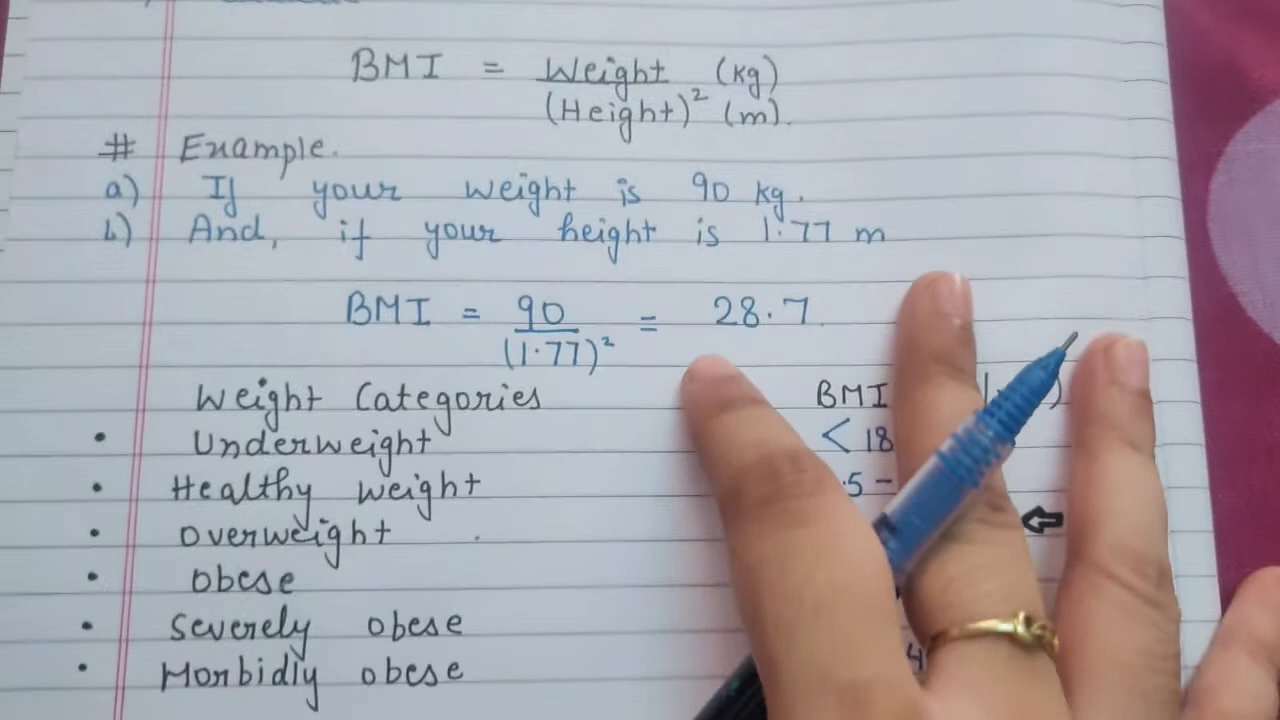 BMI = Weight (kg)
(Height)² (m).
# Example.
a) If your weight is 90 kg.
b) And, if your height is 1.77 m
BMI = 90 = 28.7
(1.77)²
Weight Categories BMI
• Underweight < 18
• Healthy weight .5 -
• Overweight
• Obese
• Severely obese
• Morbidly obese 4